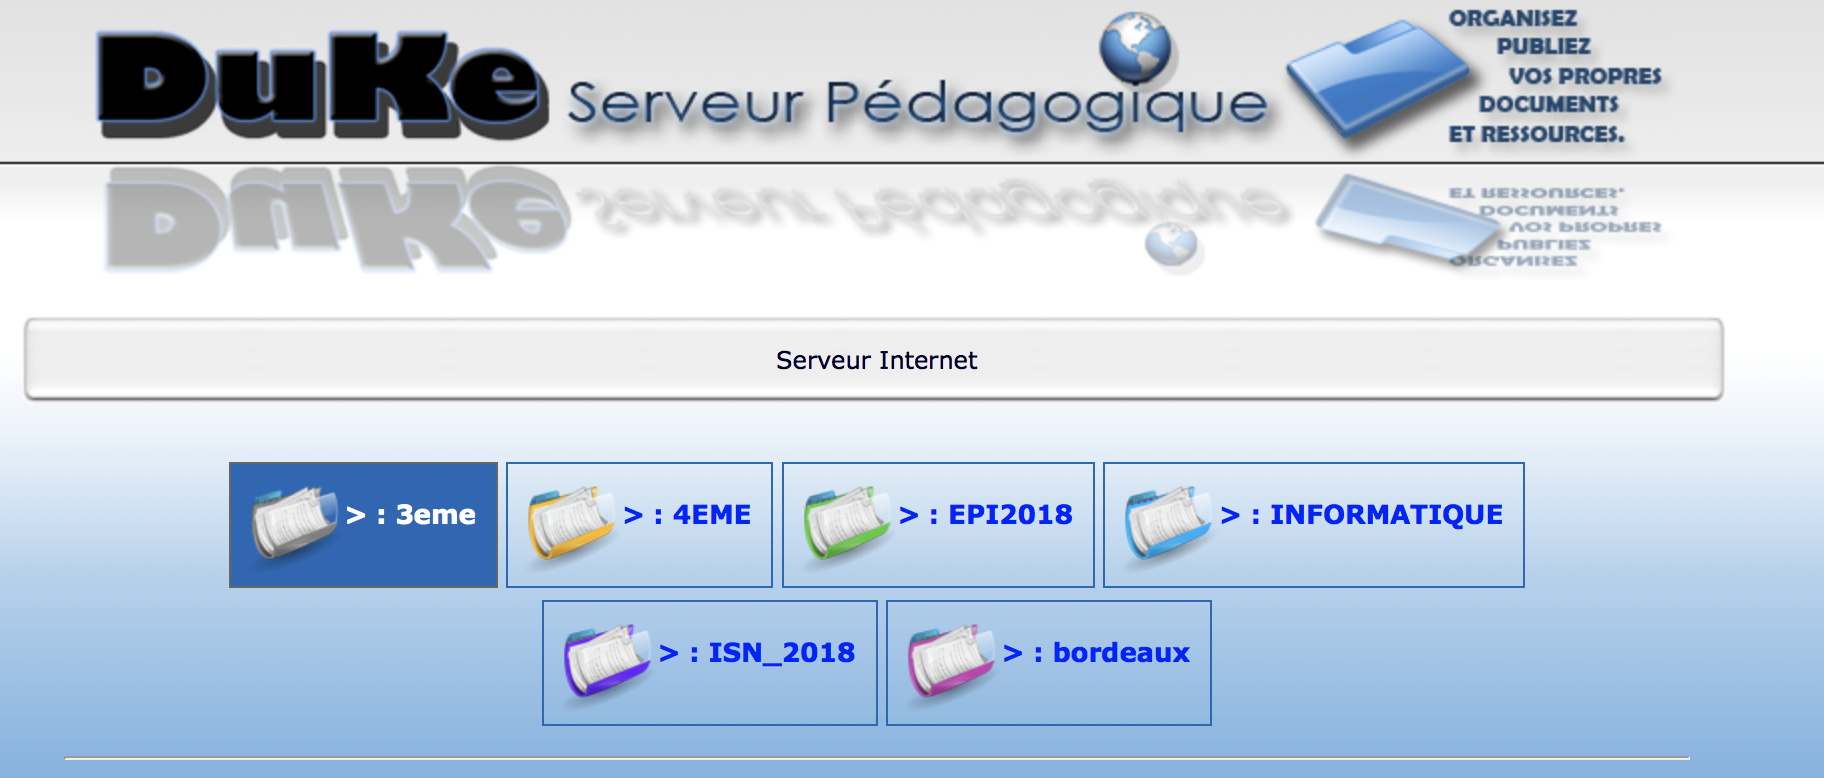 DuKe Serveur Pédagogique
ORGANISEZ
PUBLIEZ
VOS PROPRES
DOCUMENTS
ET RESSOURCES.
Serveur Internet
> : 3eme
> : 4EME
> : EPI2018
> : INFORMATIQUE
> : ISN_2018
> : bordeaux